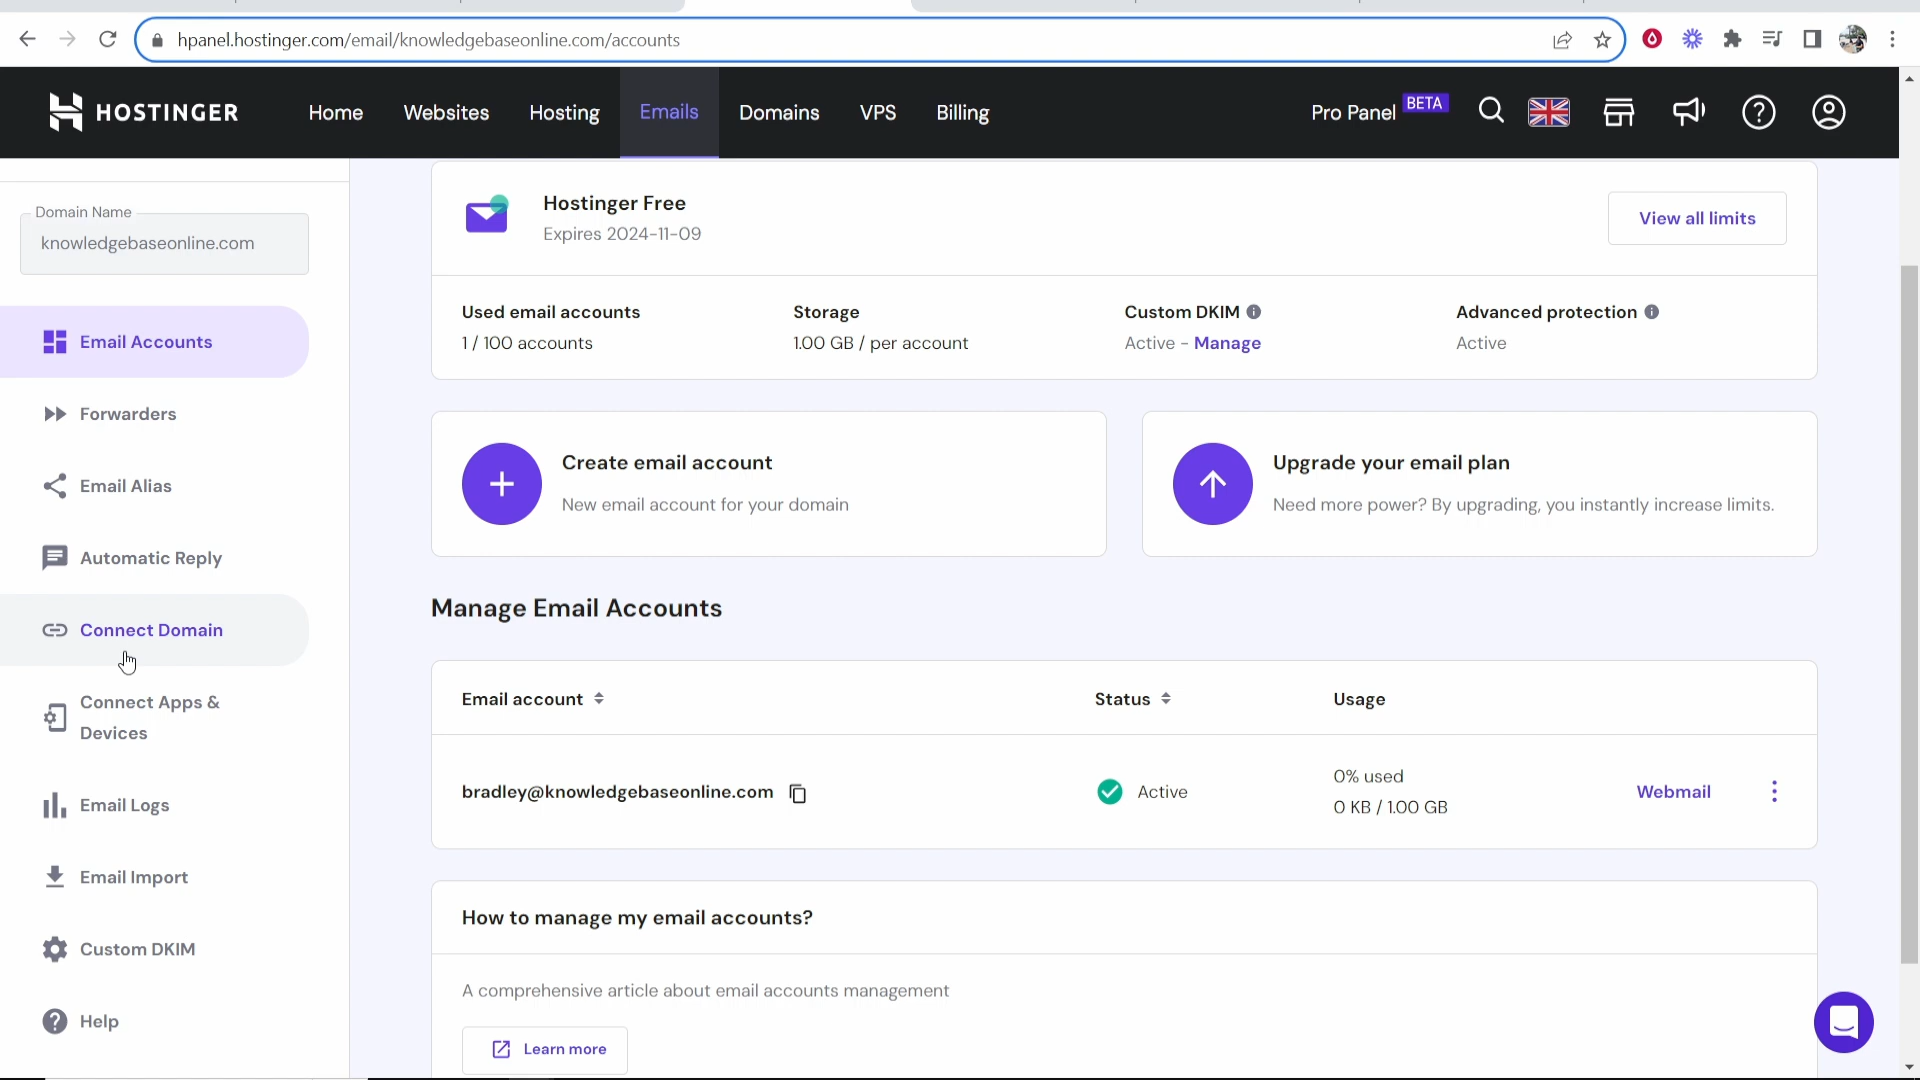 hpanel.hostinger.com/email/knowledgebaseonline.com/accounts
HOSTINGER
Home
Websites
Hosting
Emails
Domains
VPS
Billing
Pro Panel
BETA
Domain Name
knowledgebaseonline.com
Email Accounts
Forwarders
Email Alias
Automatic Reply
Connect Domain
Connect Apps &
Devices
Email Logs
Email Import
Custom DKIM
Help
Hostinger Free
Expires 2024-11-09
View all limits
Used email accounts
1 / 100 accounts
Storage
1.00 GB / per account
Custom DKIM
Active - Manage
Advanced protection
Active
Create email account
New email account for your domain
Upgrade your email plan
Need more power? By upgrading, you instantly increase limits.
Manage Email Accounts
Email account
Status
Usage
bradley@knowledgebaseonline.com
Active
0% used
0 KB / 1.00 GB
Webmail
How to manage my email accounts?
A comprehensive article about email accounts management
Learn more